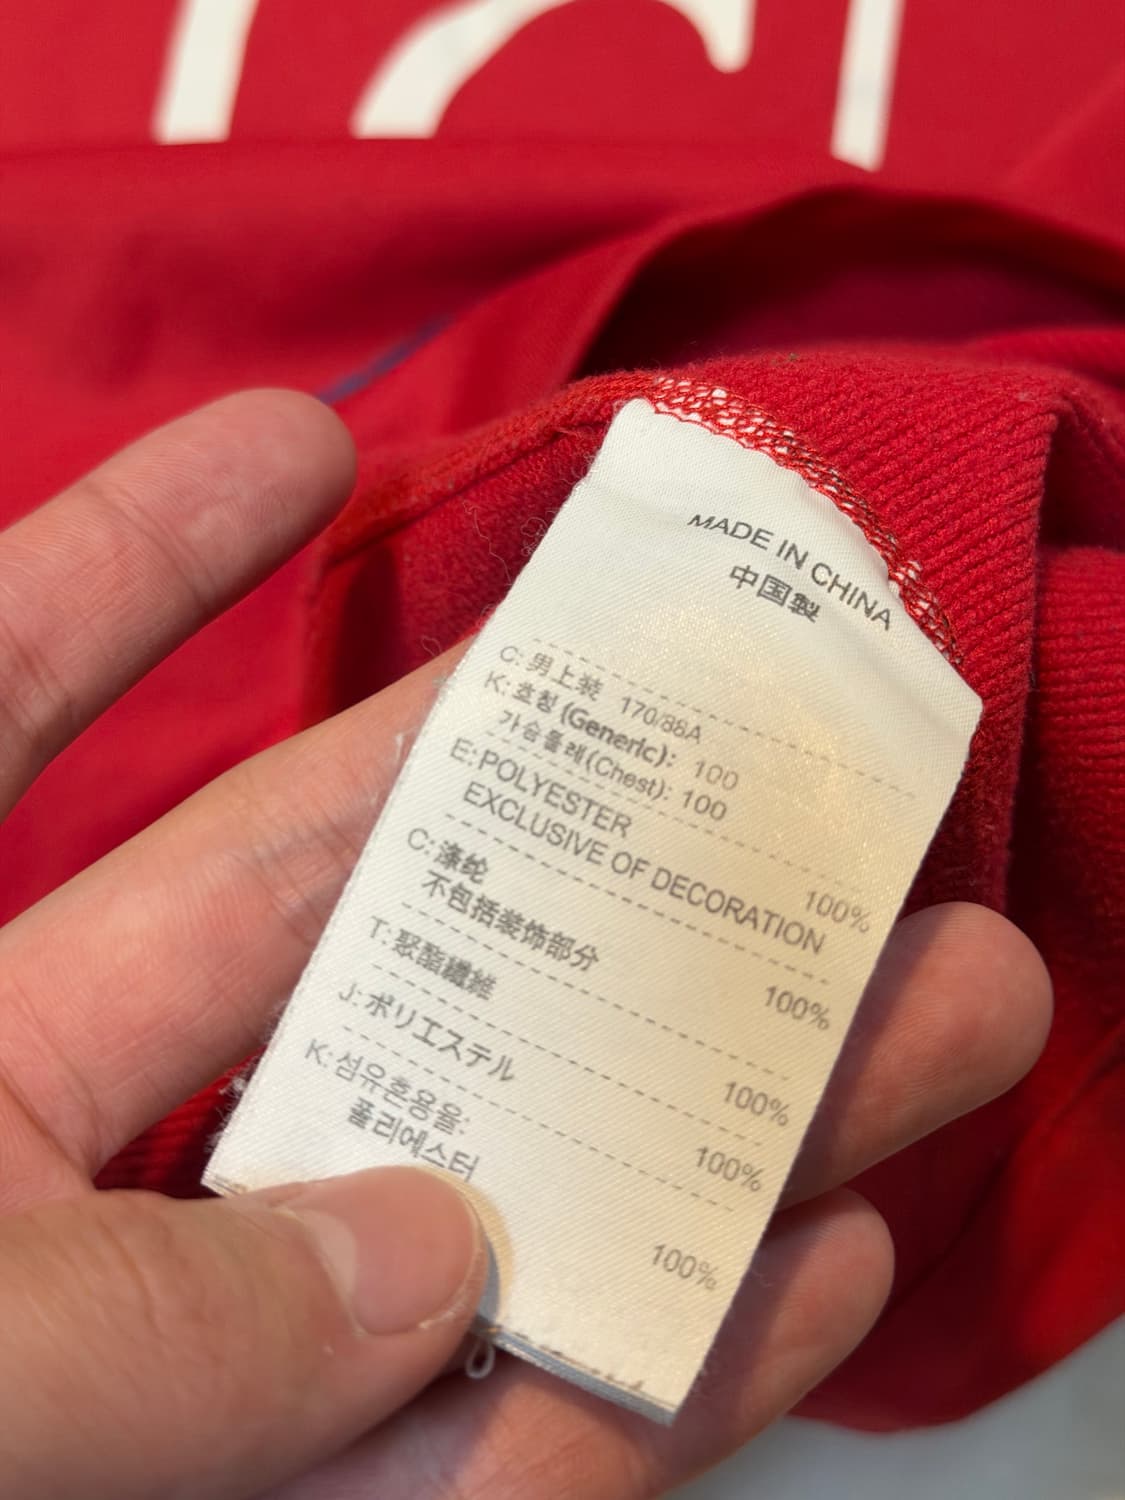 MADE IN CHINA
中国製
C: 男上装 170/88A
K: 호칭 (Generic): 100
가슴둘레(Chest): 100
E: POLYESTER 100%
EXCLUSIVE OF DECORATION
C: 涤纶 100%
不包括装饰部分
T: 聚酯纖維 100%
J: ポリエステル 100%
K: 섬유혼용율:
폴리에스터 100%